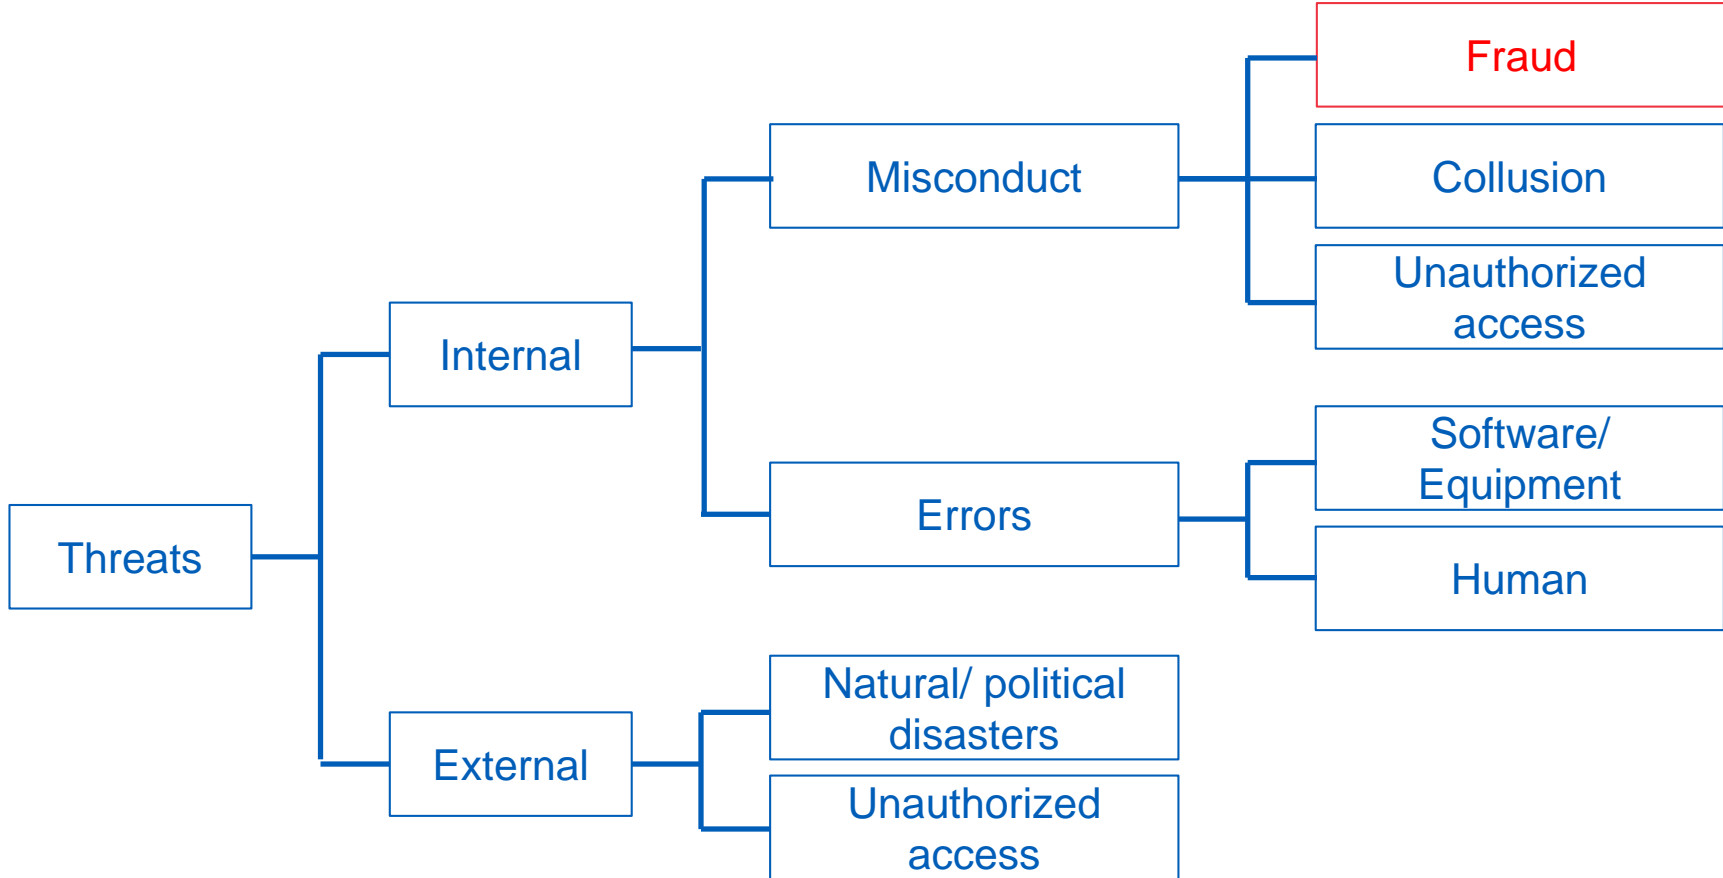 Fraud
Misconduct
Collusion
Unauthorized
access
Internal
Software/
Equipment
Errors
Threats
Human
Natural/ political
disasters
External
Unauthorized
access